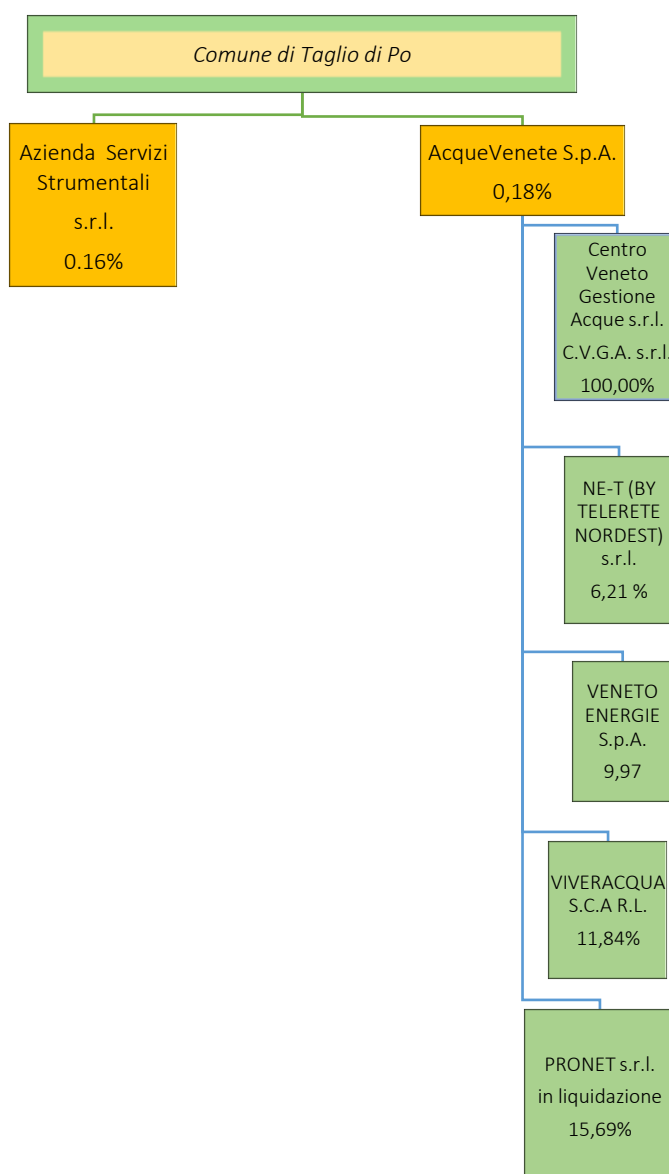 Comune di Taglio di Po
Azienda Servizi
Strumentali
s.r.l.
0.16%
AcqueVenete S.p.A.
0,18%
Centro
Veneto
Gestione
Acque s.r.l.
C.V.G.A. s.r.l.
100,00%
NE-T (BY
TELERETE
NORDEST)
s.r.l.
6,21 %
VENETO
ENERGIE
S.p.A.
9,97
VIVERACQUA
S.C.A R.L.
11,84%
PRONET s.r.l.
in liquidazione
15,69%